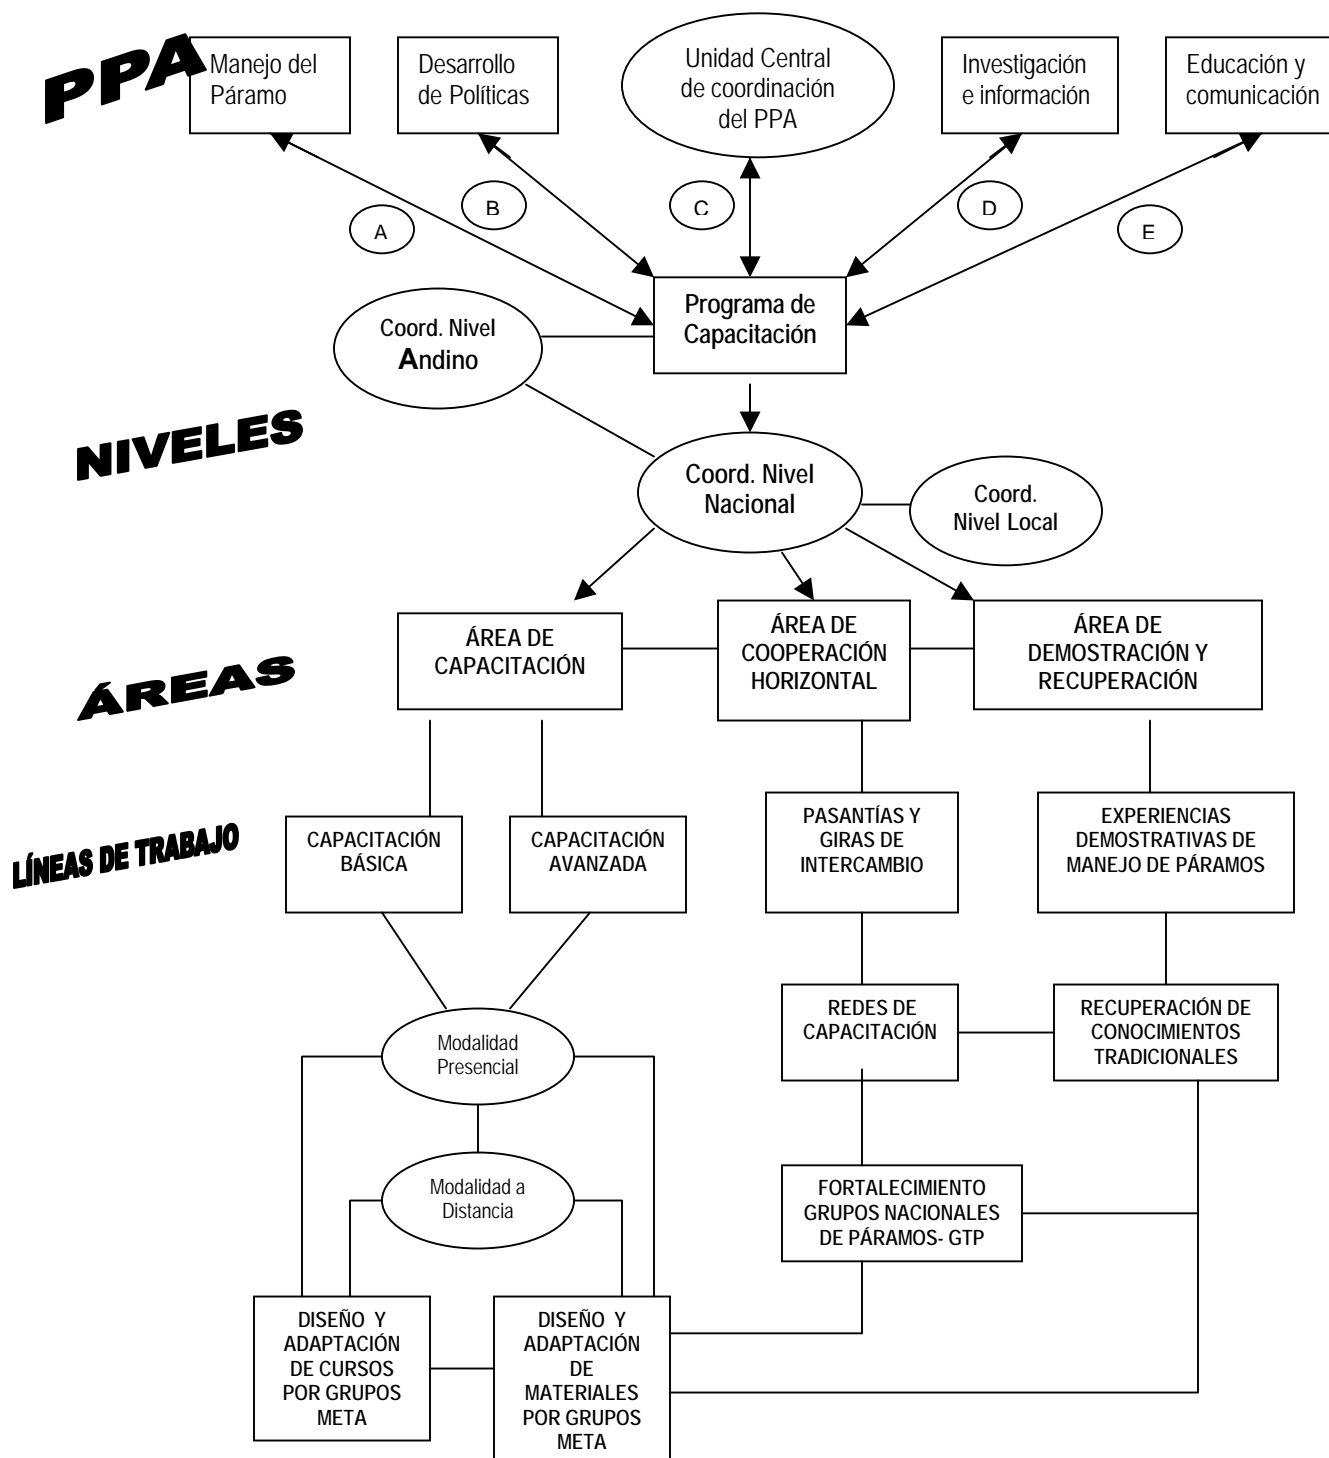 PPA
Manejo del
Páramo
Desarrollo
de Políticas
Unidad Central
de coordinación
del PPA
Investigación
e información
Educación y
comunicación
A
B
C
D
E
Programa de
Capacitación
Coord. Nivel
Andino
NIVELES
Coord. Nivel
Nacional
Coord.
Nivel Local
ÁREAS
ÁREA DE
CAPACITACIÓN
ÁREA DE
COOPERACIÓN
HORIZONTAL
ÁREA DE
DEMOSTRACIÓN Y
RECUPERACIÓN
LÍNEAS DE TRABAJO
CAPACITACIÓN
BÁSICA
CAPACITACIÓN
AVANZADA
PASANTÍAS Y
GIRAS DE
INTERCAMBIO
EXPERIENCIAS
DEMOSTRATIVAS DE
MANEJO DE PÁRAMOS
Modalidad
Presencial
REDES DE
CAPACITACIÓN
RECUPERACIÓN DE
CONOCIMIENTOS
TRADICIONALES
Modalidad a
Distancia
FORTALECIMIENTO
GRUPOS NACIONALES
DE PÁRAMOS- GTP
DISEÑO Y
ADAPTACIÓN
DE CURSOS
POR GRUPOS
META
DISEÑO Y
ADAPTACIÓN
DE
MATERIALES
POR GRUPOS
META